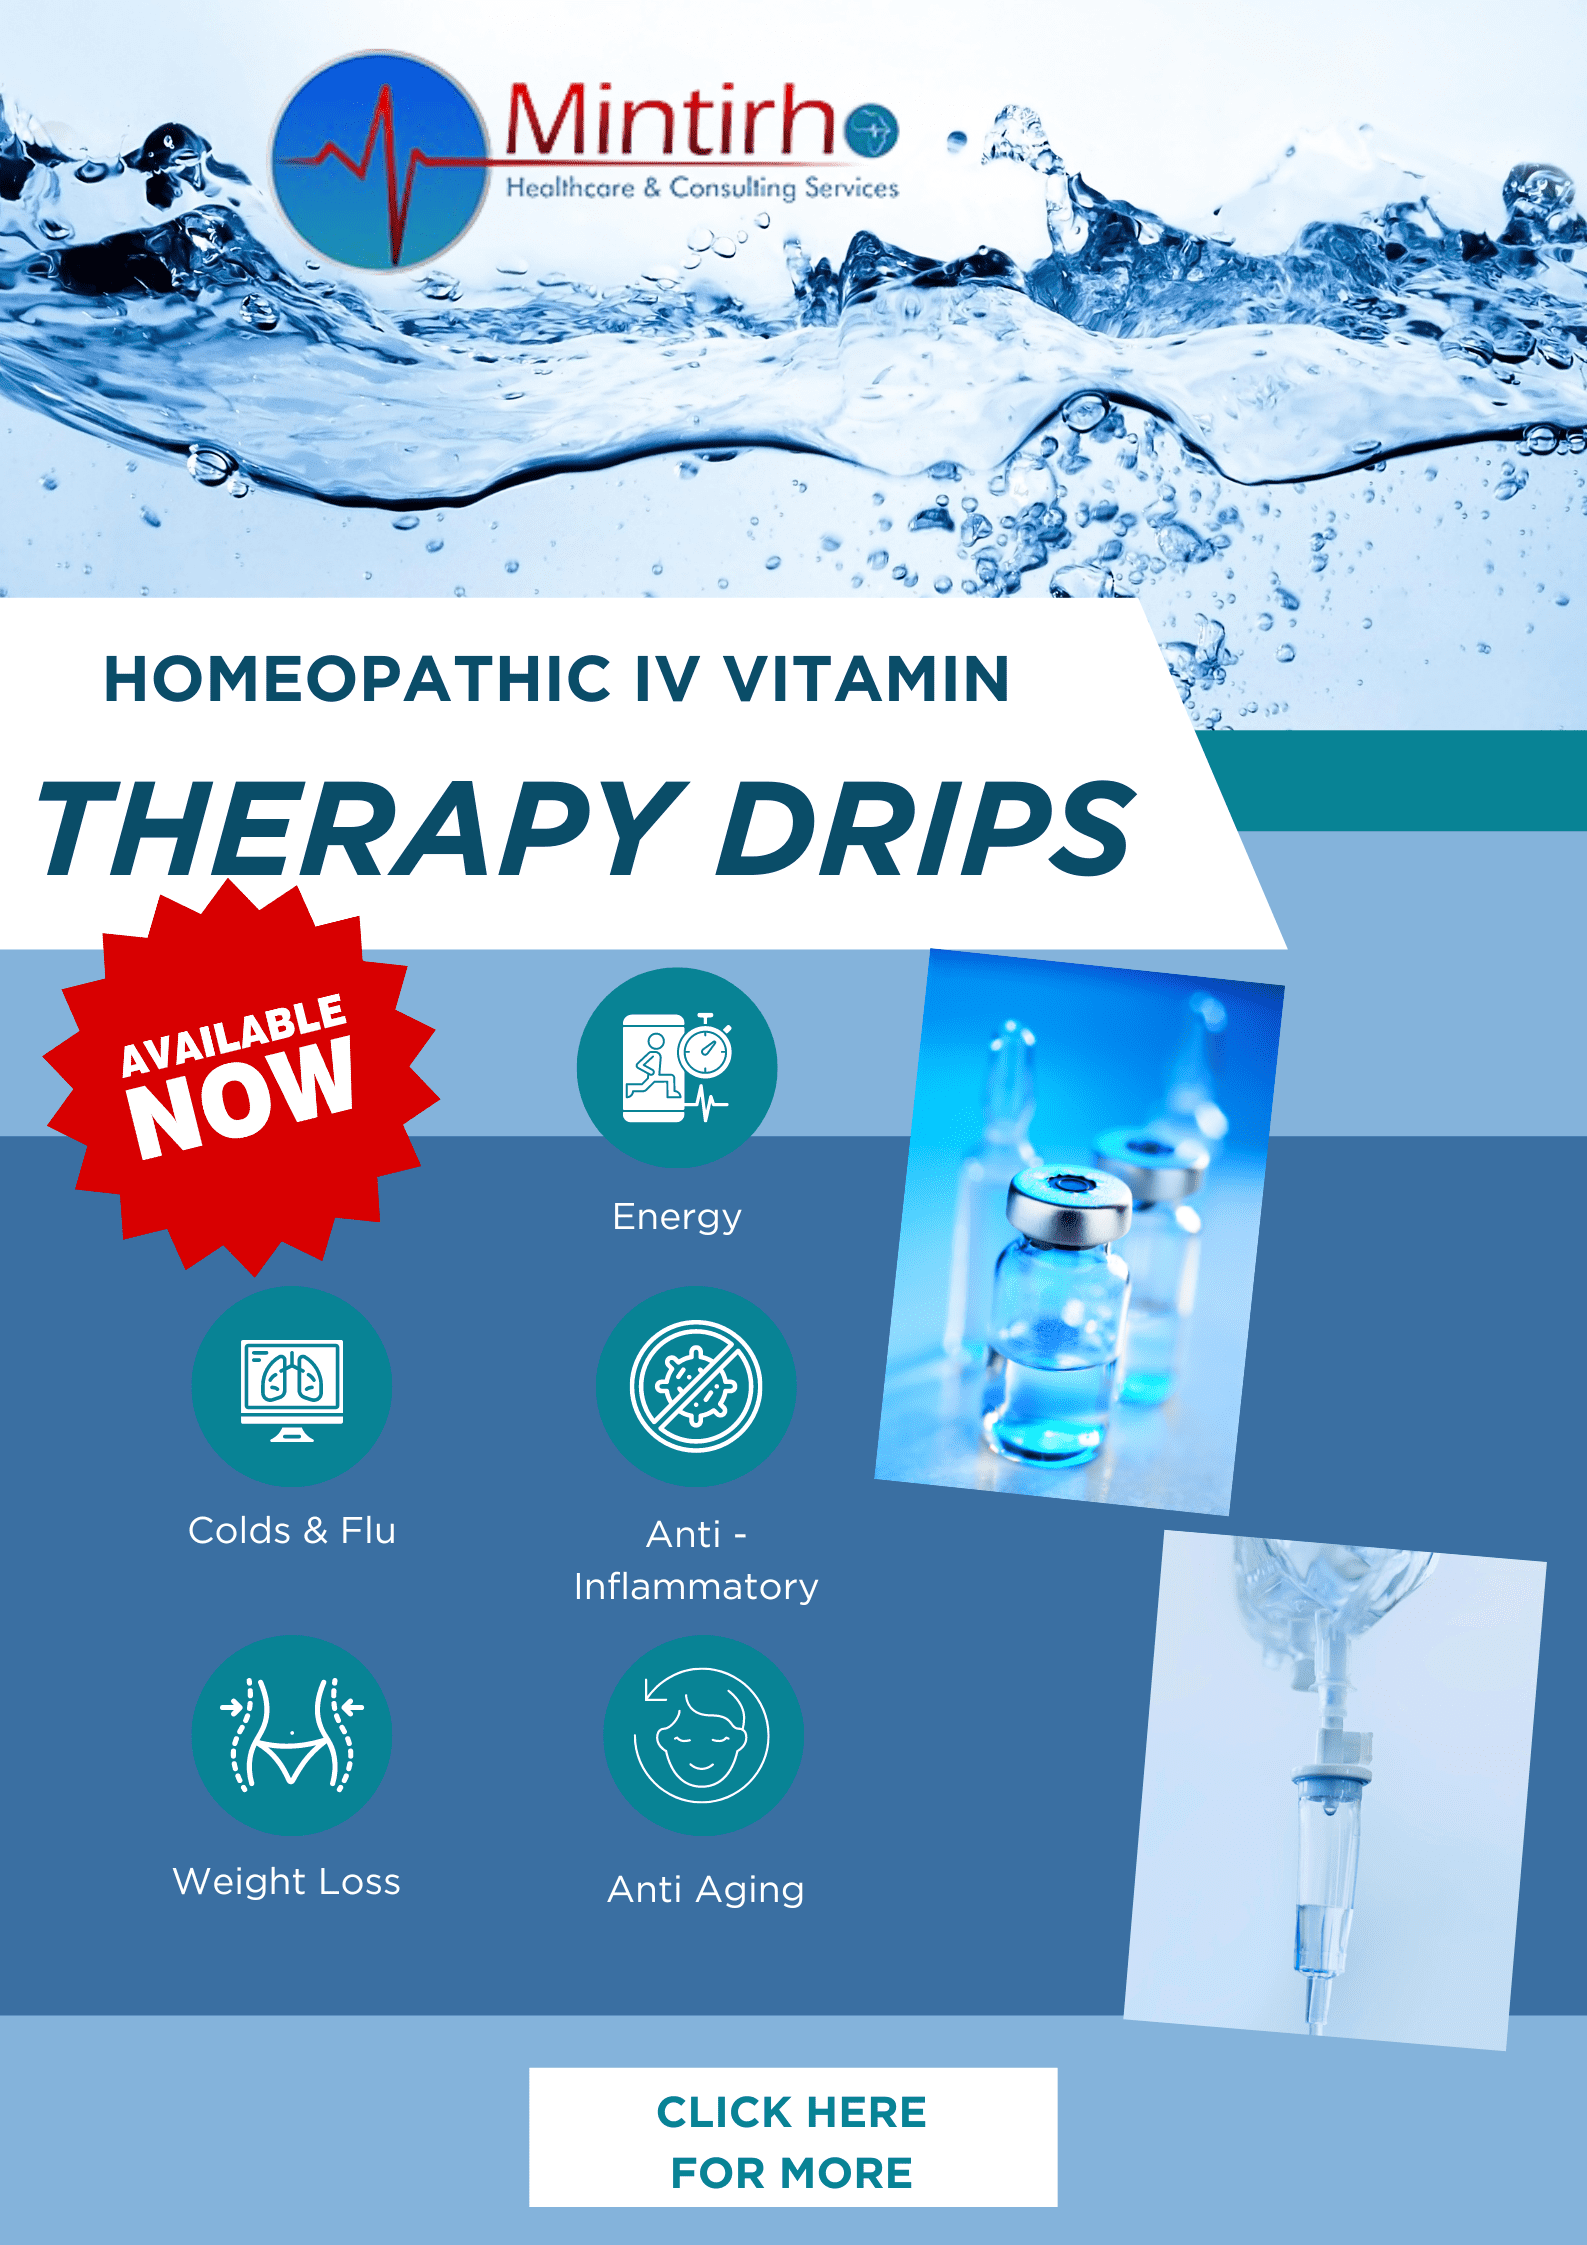 Mintirho
Healthcare & Consulting Services
HOMEOPATHIC IV VITAMIN
THERAPY DRIPS
AVAILABLE
NOW
Energy
Colds & Flu
Anti -
Inflammatory
Weight Loss
Anti Aging
CLICK HERE
FOR MORE